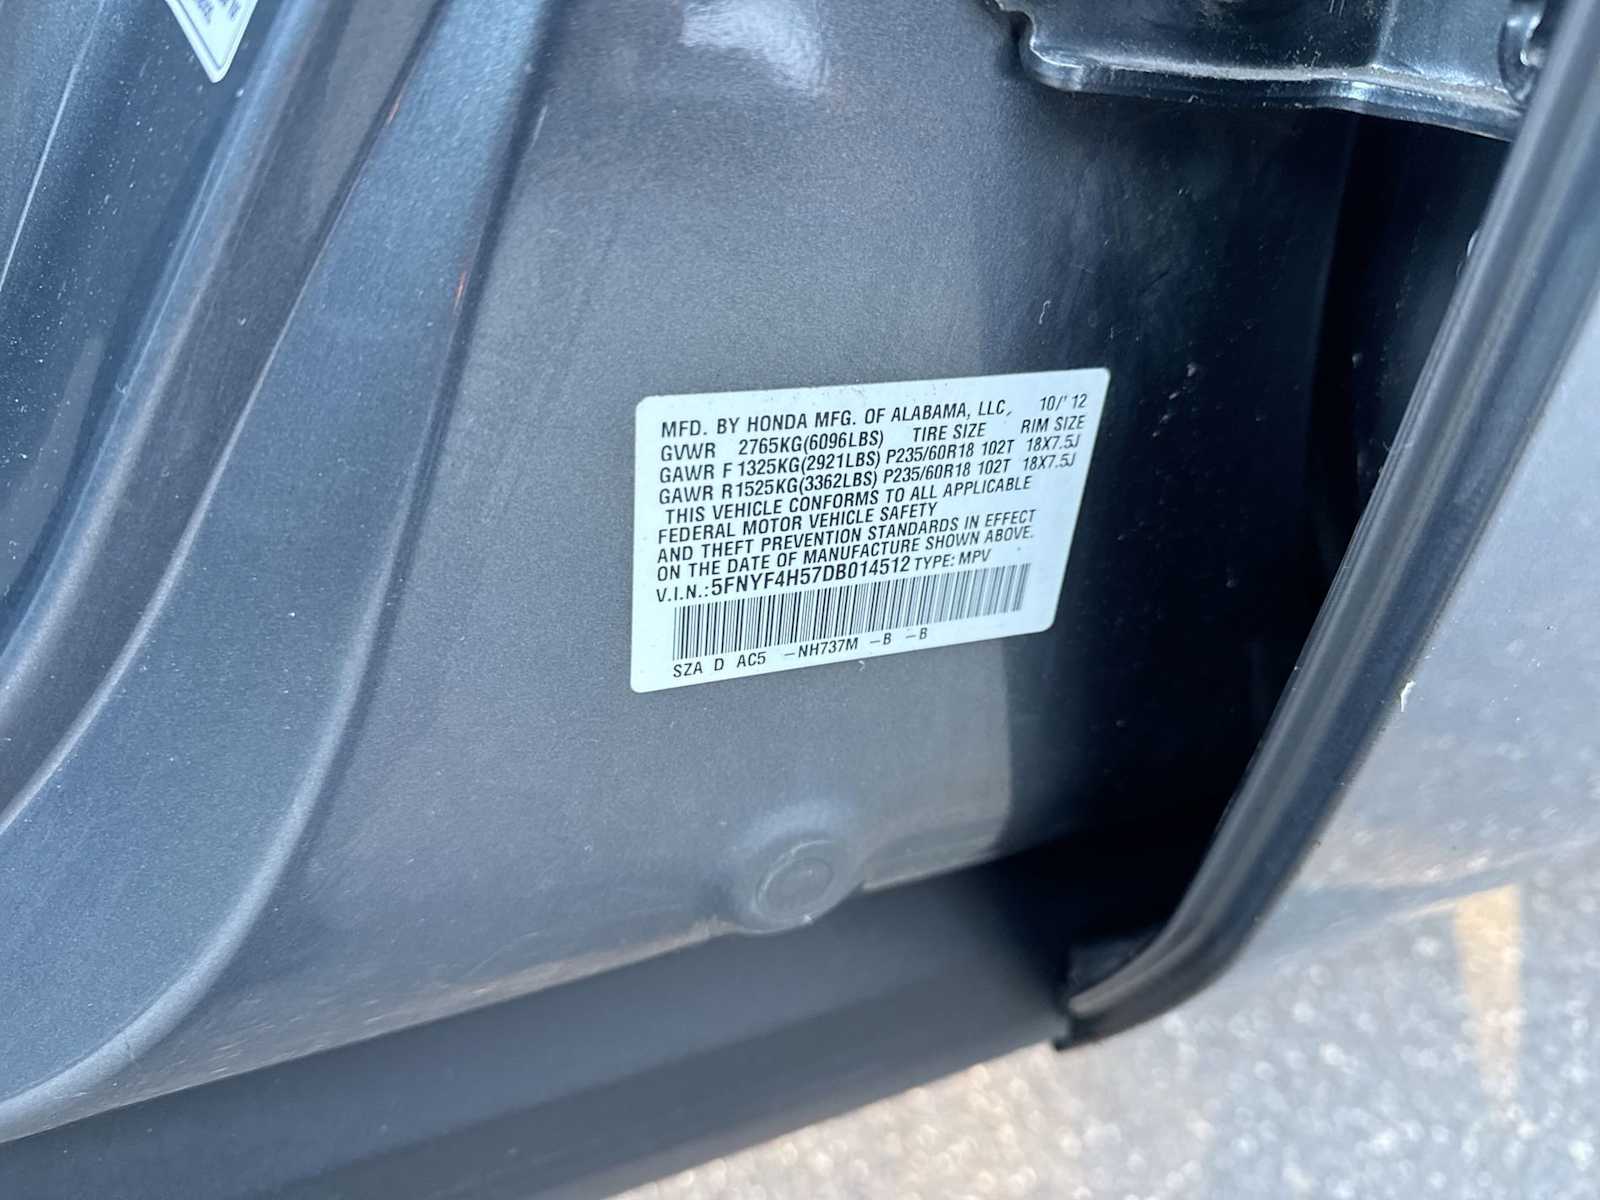 MFD. BY HONDA MFG. OF ALABAMA, LLC, 10/'12
GVWR 2765KG(6096LBS) TIRE SIZE RIM SIZE
GAWR F 1325KG(2921LBS) P235/60R18 102T 18X7.5J
GAWR R 1525KG(3362LBS) P235/60R18 102T 18X7.5J
THIS VEHICLE CONFORMS TO ALL APPLICABLE
FEDERAL MOTOR VEHICLE SAFETY
AND THEFT PREVENTION STANDARDS IN EFFECT
ON THE DATE OF MANUFACTURE SHOWN ABOVE.
V.I.N.: 5FNYF4H57DB014512 TYPE: MPV
SZA D AC5 -NH737M -B -B